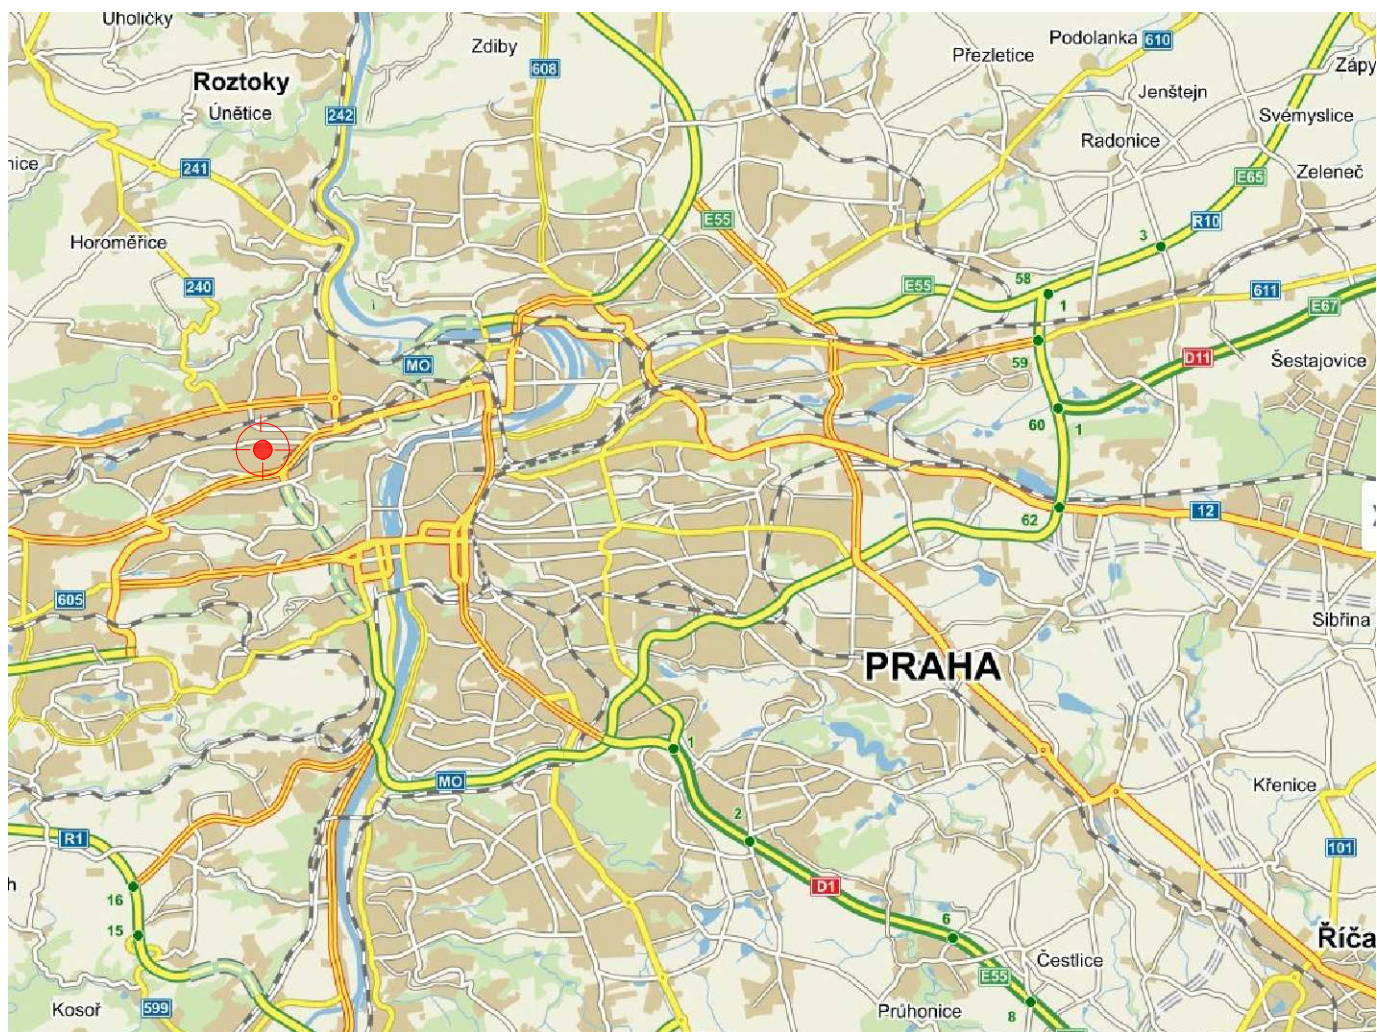 Uholičky
Zdiby
608
Podolanka
610
Přezletice
Zápy
Roztoky
Únětice
242
Jenštejn
Svémyslice
Radonice
nice
241
E65
Zeleneč
E55
R10
Horoměřice
3
240
E55
58
1
611
E67
MO
59
D11
Šestajovice
60
1
62
12
605
Sibřina
PRAHA
1
MO
Křenice
2
R1
101
h
16
D1
6
15
Říča
E55
Čestlice
Kosoř
599
Průhonice
8